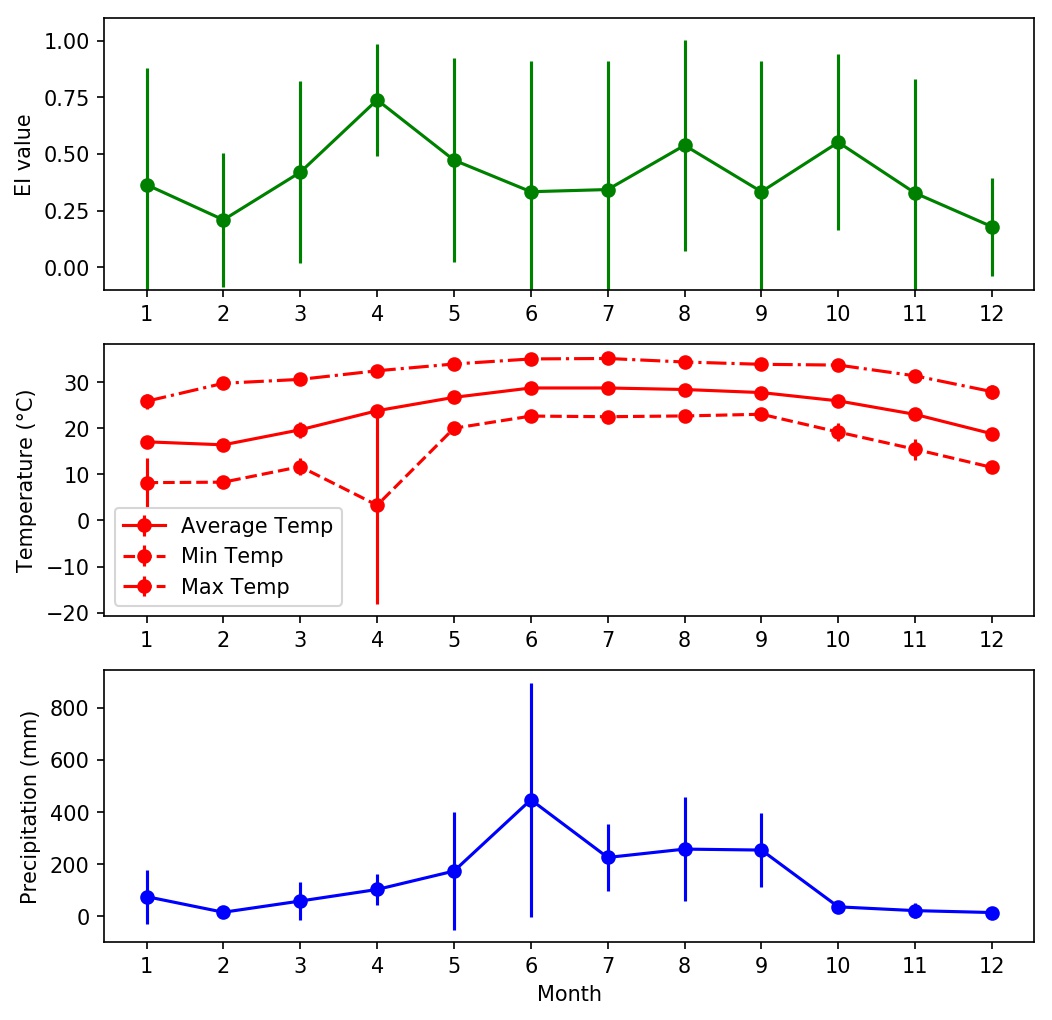 EI value
1.00
0.75
0.50
0.25
0.00
1 2 3 4 5 6 7 8 9 10 11 12
Temperature (°C)
30
20
10
0
−10
−20
Average Temp
Min Temp
Max Temp
1 2 3 4 5 6 7 8 9 10 11 12
Precipitation (mm)
800
600
400
200
0
1 2 3 4 5 6 7 8 9 10 11 12
Month